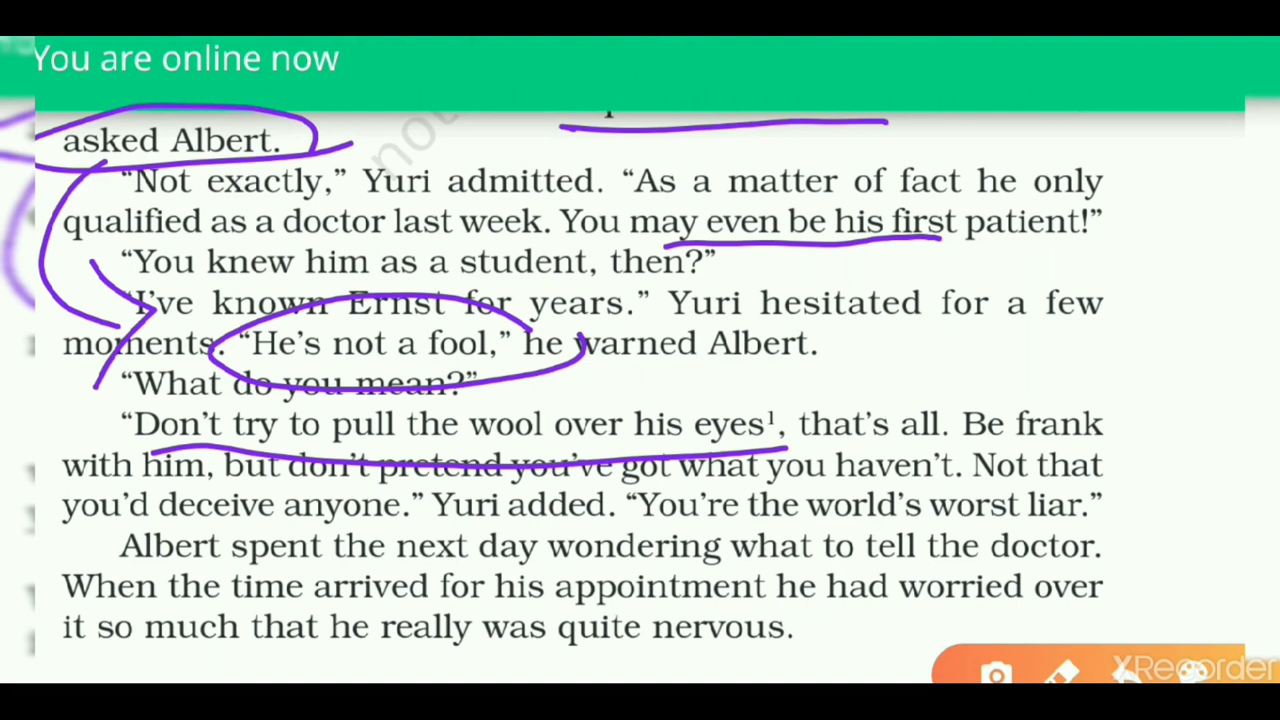 You are online now
not
asked Albert.
“Not exactly,” Yuri admitted. “As a matter of fact he only
qualified as a doctor last week. You may even be his first patient!”
“You knew him as a student, then?”
“I’ve known Ernst for years.” Yuri hesitated for a few
moments. “He’s not a fool,” he warned Albert.
“What do you mean?”
“Don’t try to pull the wool over his eyes¹, that’s all. Be frank
with him, but don’t pretend you’ve got what you haven’t. Not that
you’d deceive anyone.” Yuri added. “You’re the world’s worst liar.”
Albert spent the next day wondering what to tell the doctor.
When the time arrived for his appointment he had worried over
it so much that he really was quite nervous.
XRecorder